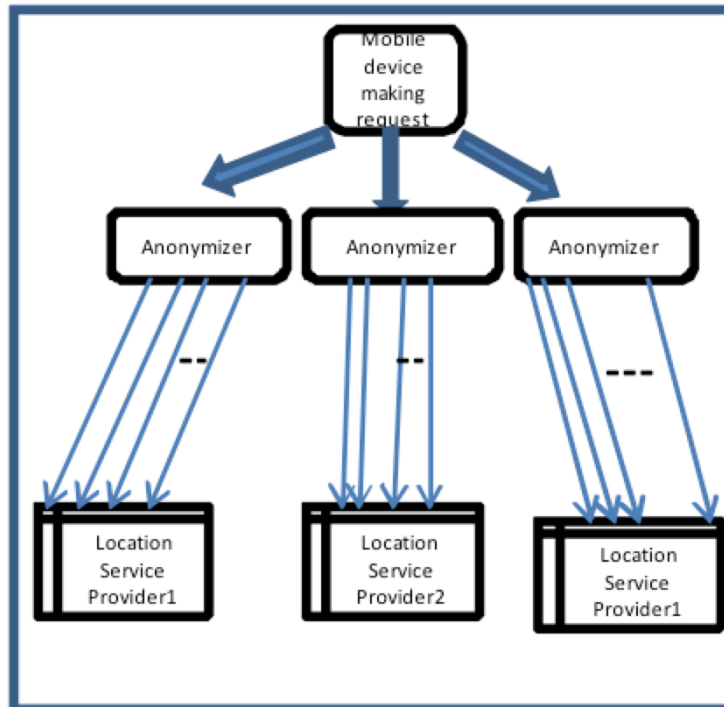 Mobile
device
making
request
Anonymizer
Anonymizer
Anonymizer
--
--
---
Location
Service
Provider1
Location
Service
Provider2
Location
Service
Provider1